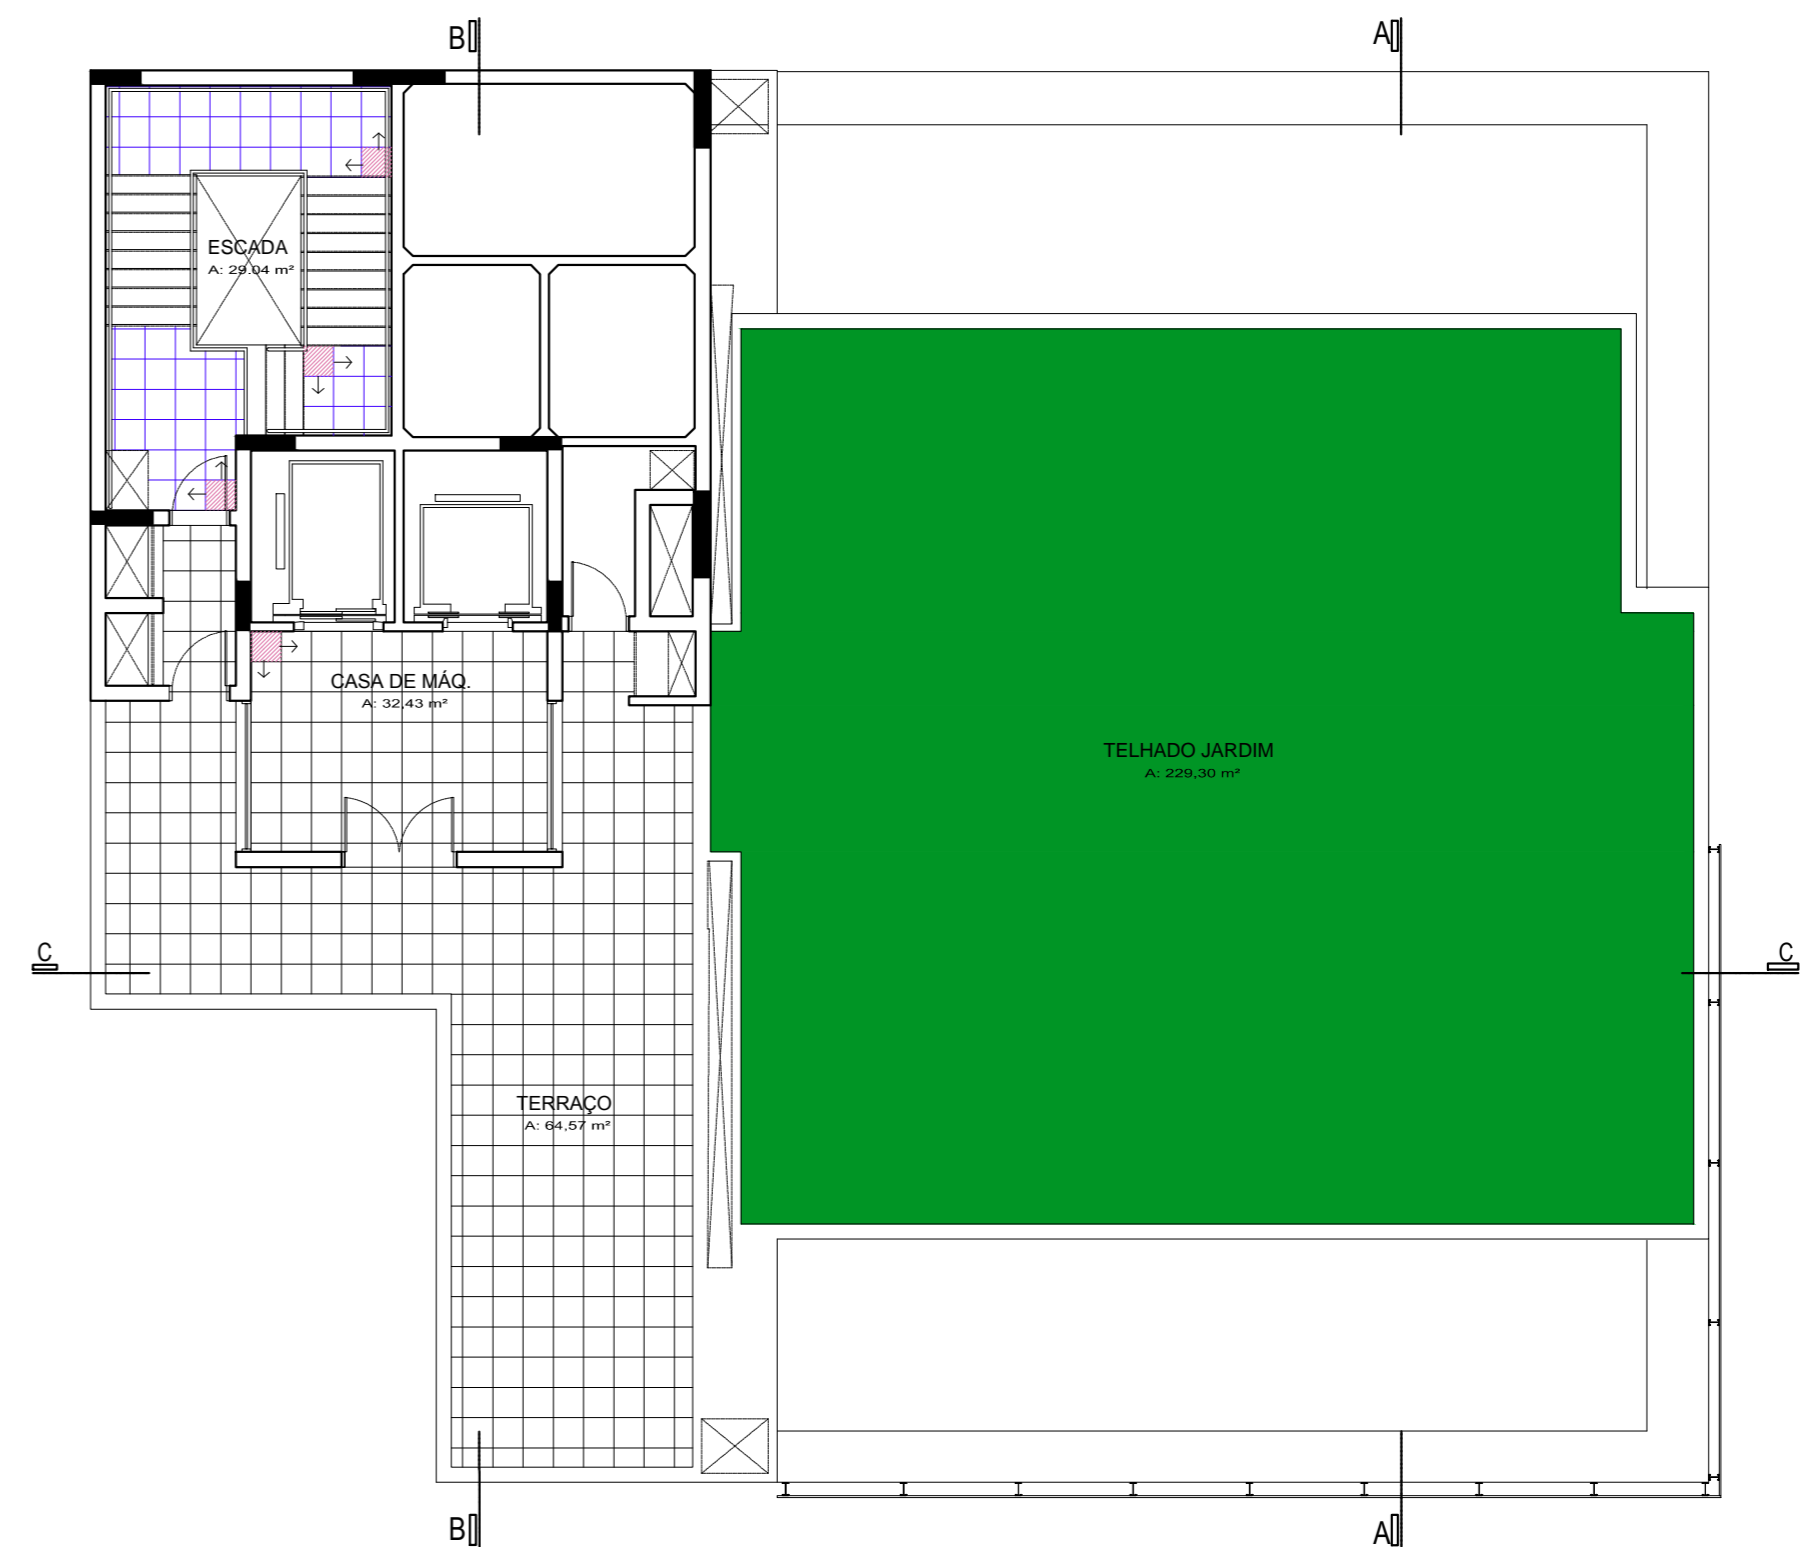 B
A
ESCADA
A: 29.04 m²
CASA DE MÁQ.
A: 32,43 m²
TELHADO JARDIM
A: 229,30 m²
C
C
TERRAÇO
A: 64,57 m²
B
A